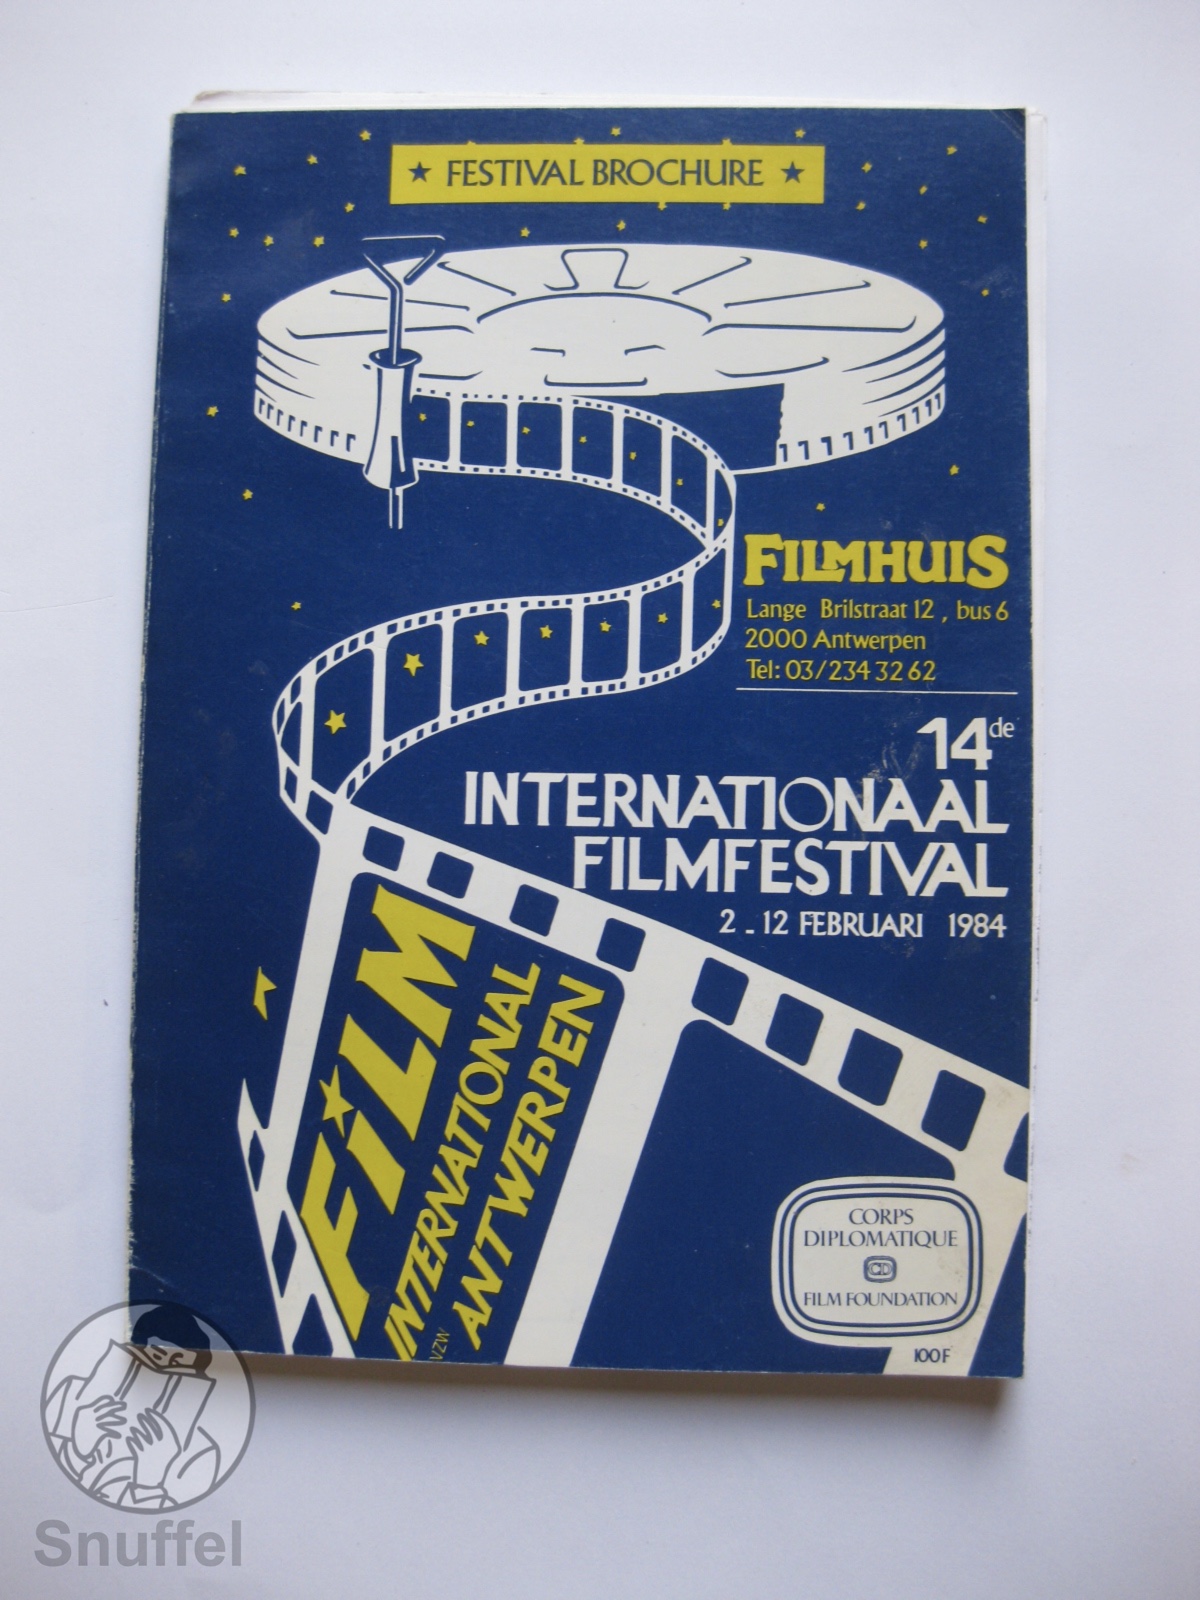 ★ FESTIVAL BROCHURE ★
FILMHUIS
Lange Brilstraat 12, bus 6
2000 Antwerpen
Tel: 03/234 32 62
14de
INTERNATIONAAL
FILMFESTIVAL
2-12 FEBRUARI 1984
FiLM
INTERNATIONAL
ANTWERPEN
VZW
CORPS
DIPLOMATIQUE
CD
FILM FOUNDATION
100F
Snuffel